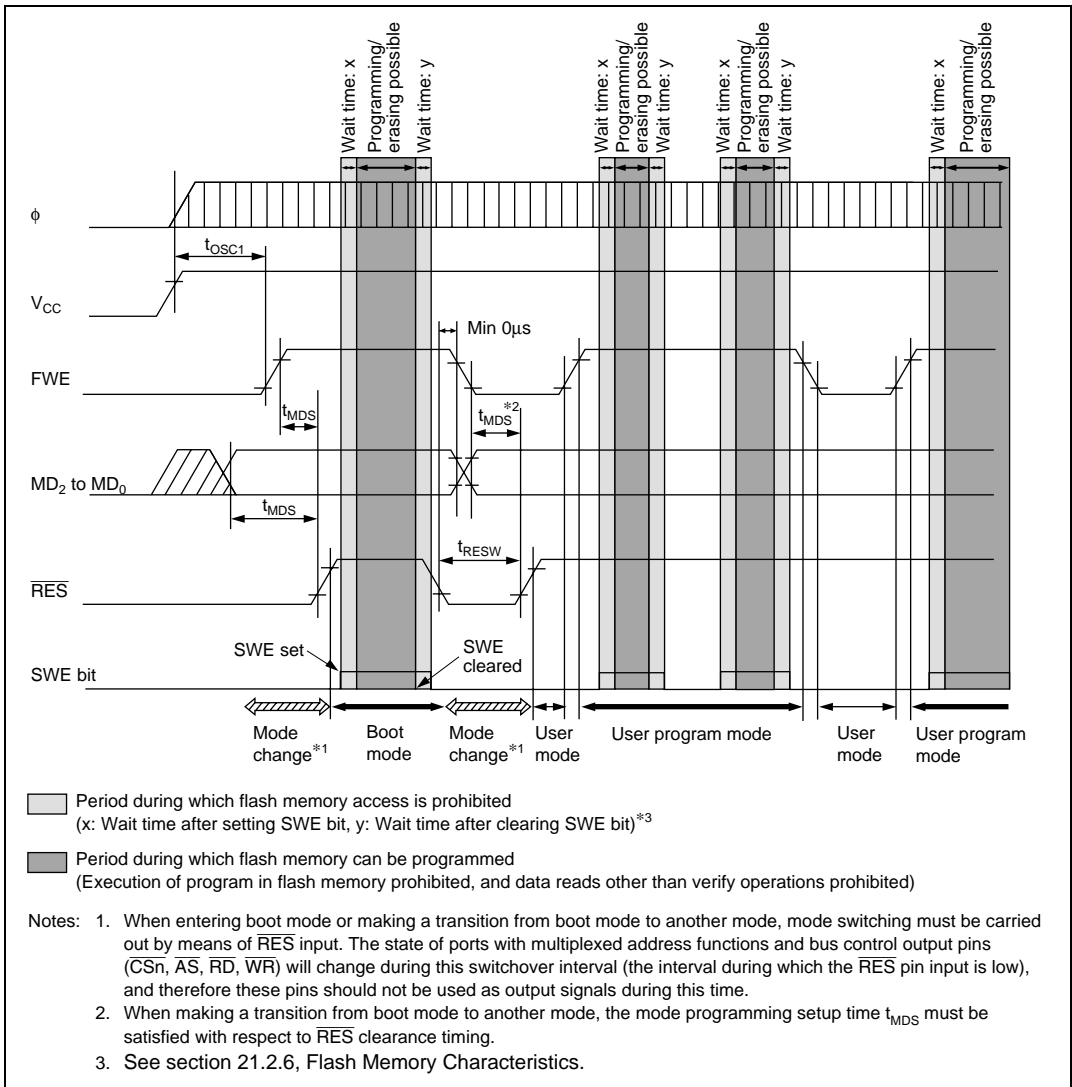 Wait time: x
Programming/
erasing possible
Wait time: y
Wait time: x
Programming/
erasing possible
Wait time: y
Wait time: x
Programming/
erasing possible
Wait time: y
Wait time: x
Programming/
erasing possible
ϕ
tOSC1
VCC
Min 0µs
FWE
tMDS
tMDS*2
MD2 to MD0
tMDS
tRESW
RES
SWE set
SWE
cleared
SWE bit
Mode
change*1
Boot
mode
Mode
change*1
User
mode
User program mode
User
mode
User program
mode
Period during which flash memory access is prohibited
(x: Wait time after setting SWE bit, y: Wait time after clearing SWE bit)*3
Period during which flash memory can be programmed
(Execution of program in flash memory prohibited, and data reads other than verify operations prohibited)
Notes: 1. When entering boot mode or making a transition from boot mode to another mode, mode switching must be carried
out by means of RES input. The state of ports with multiplexed address functions and bus control output pins
(CSn, AS, RD, WR) will change during this switchover interval (the interval during which the RES pin input is low),
and therefore these pins should not be used as output signals during this time.
2. When making a transition from boot mode to another mode, the mode programming setup time tMDS must be
satisfied with respect to RES clearance timing.
3. See section 21.2.6, Flash Memory Characteristics.